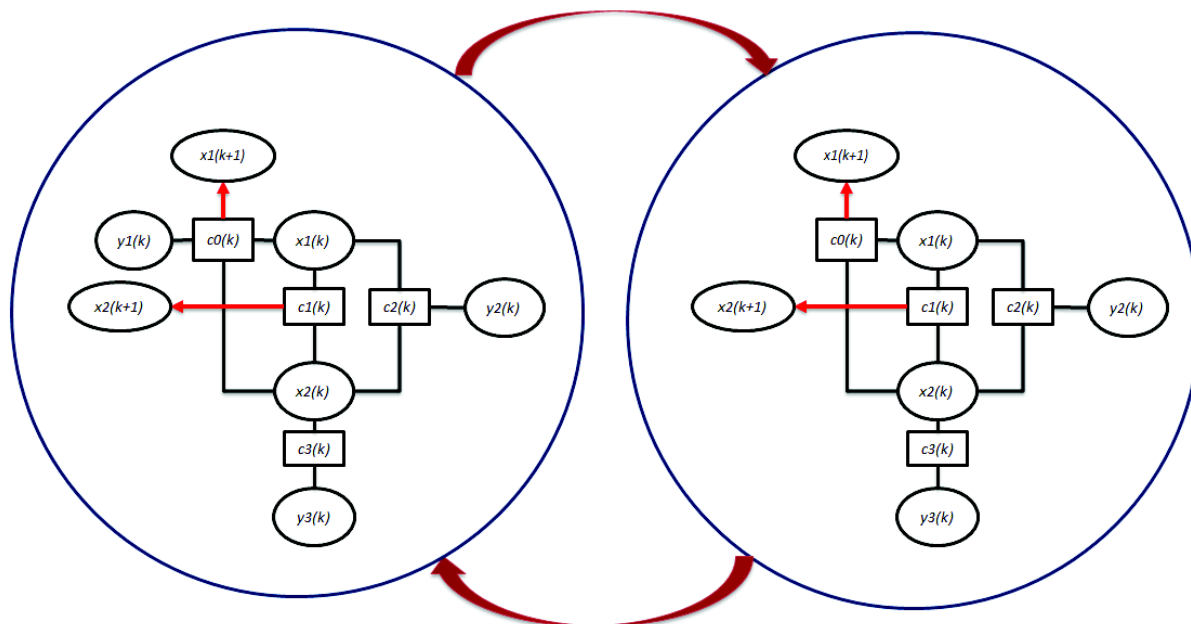 x1(k+1)
y1(k)
c0(k)
x1(k)
x2(k+1)
c1(k)
c2(k)
y2(k)
x2(k)
c3(k)
y3(k)
x1(k+1)
c0(k)
x1(k)
x2(k+1)
c1(k)
c2(k)
y2(k)
x2(k)
c3(k)
y3(k)